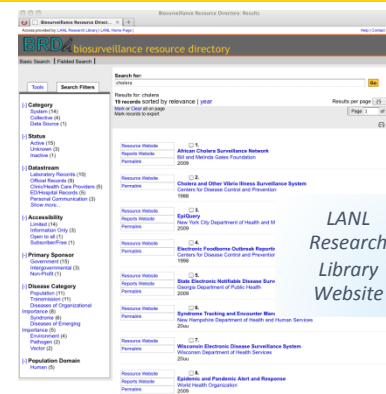 Biosurveillance Resource Directory: Results
Biosurveillance Resource Direct...
Access provided by: LANL Research Library | LANL Home Page |
Help | Contact
BRD biosurveillance resource directory
Basic Search | Fielded Search |
Tools
Search Filters
[-] Category
System (14)
Collective (4)
Data Source (1)
[-] Status
Active (15)
Unknown (3)
Inactive (1)
[-] Datastream
Laboratory Records (10)
Official Records (9)
Clinic/Health Care Providers (5)
ED/Hospital Records (5)
Personal Communication (3)
Show more...
[-] Accessibility
Limited (14)
Information Only (3)
Open to all (1)
Subscriber/Free (1)
[-] Primary Sponsor
Government (15)
Intergovernmental (3)
Non-Profit (1)
[-] Disease Category
Population (11)
Transmission (11)
Diseases of Organizational
Importance (8)
Syndrome (6)
Diseases of Emerging
Importance (5)
Environment (4)
Pathogen (2)
Vector (2)
[-] Population Domain
Human (5)
Search for:
cholera
Go
Results for: cholera
19 records sorted by relevance | year
Results per page
Mark or Clear all on page
Mark records to export
Page 1 of
Resource Website
Reports Website
Permalink
1.
African Cholera Surveillance Network
Bill and Melinda Gates Foundation
2009
Resource Website
Reports Website
Permalink
2.
Cholera and Other Vibrio Illness Surveillance System
Centers for Disease Control and Prevention
1988
Resource Website
Reports Website
Permalink
3.
EpiQuery
New York City Department of Health and M
2009
Resource Website
Reports Website
Permalink
4.
Electronic Foodborne Outbreak Reportin
Centers for Disease Control and Preventio
1998
Resource Website
Reports Website
Permalink
5.
State Electronic Notifiable Disease Surv
Georgia Department of Public Health
2009
Resource Website
Reports Website
Permalink
6.
Syndrome Tracking and Encounter Man
New Hampshire Department of Health and Human Services
20uu
Resource Website
Reports Website
Permalink
7.
Wisconsin Electronic Disease Surveillance System
Wisconsin Department of Health Services
20uu
Resource Website
Reports Website
Permalink
8.
Epidemic and Pandemic Alert and Response
World Health Organization
2009
LANL
Research
Library
Website